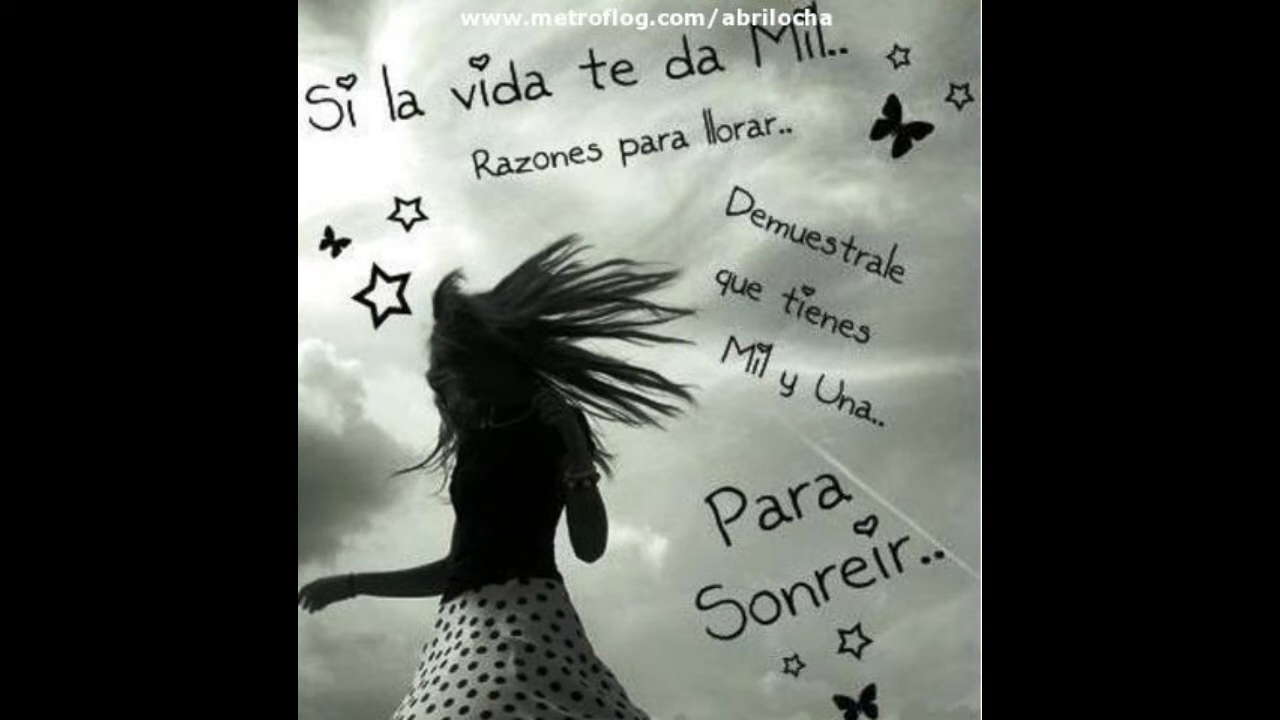 www.metroflog.com/abrilocha
Si la vida te da Mil..
Razones para llorar..
Demuestrale
que tienes
Mil y Una..
Para
Sonreir..